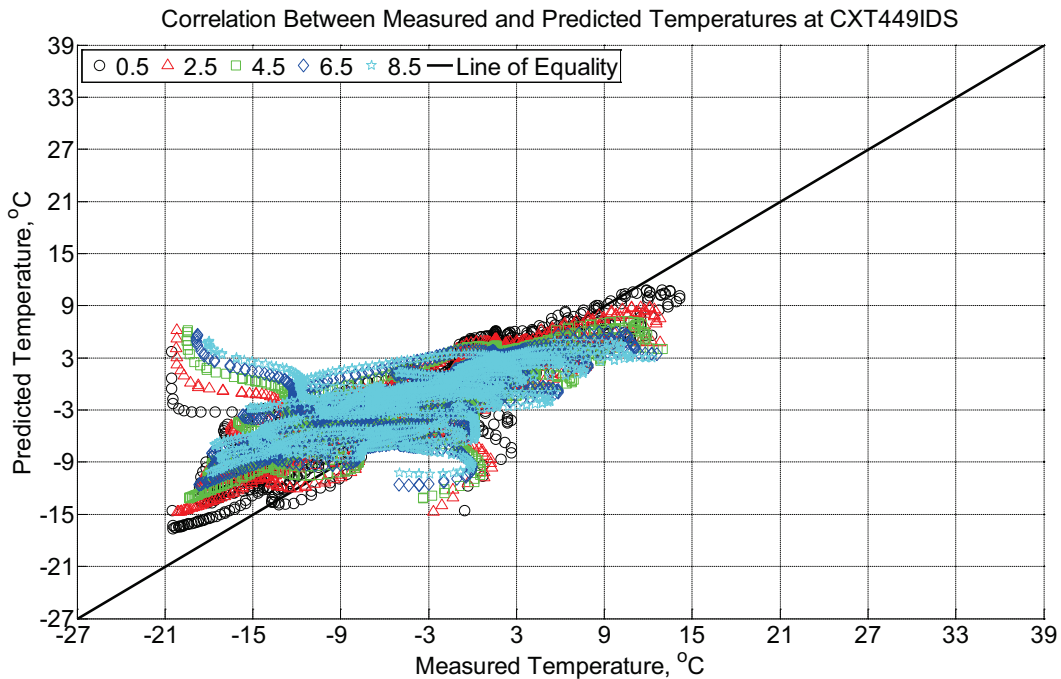 Correlation Between Measured and Predicted Temperatures at CXT449IDS
0.5 2.5 4.5 6.5 8.5 Line of Equality
39
33
27
21
15
9
3
-3
-9
-15
-21
-27
Predicted Temperature, °C
-27 -21 -15 -9 -3 3 9 15 21 27 33 39
Measured Temperature, °C